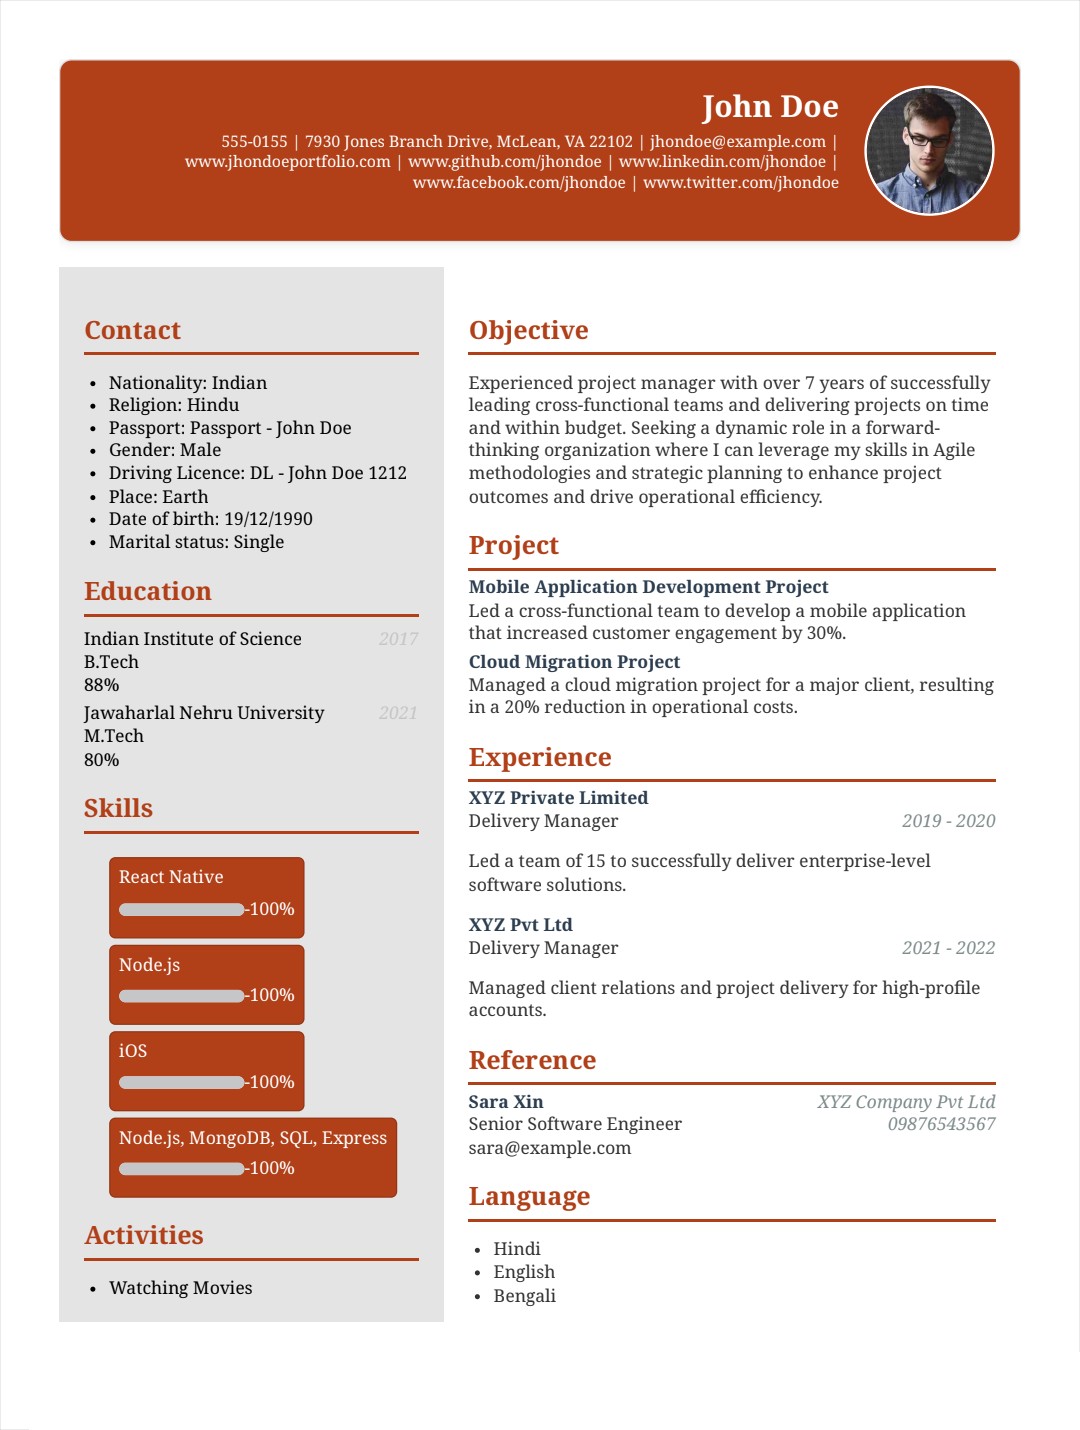 John Doe
555-0155 | 7930 Jones Branch Drive, McLean, VA 22102 | jhondoe@example.com |
www.jhondoeportfolio.com | www.github.com/jhondoe | www.linkedin.com/jhondoe |
www.facebook.com/jhondoe | www.twitter.com/jhondoe
Contact
• Nationality: Indian
• Religion: Hindu
• Passport: Passport - John Doe
• Gender: Male
• Driving Licence: DL - John Doe 1212
• Place: Earth
• Date of birth: 19/12/1990
• Marital status: Single
Education
Indian Institute of Science 2017
B.Tech
88%
Jawaharlal Nehru University 2021
M.Tech
80%
Skills
React Native
-100%
Node.js
-100%
iOS
-100%
Node.js, MongoDB, SQL, Express
-100%
Activities
• Watching Movies
Objective
Experienced project manager with over 7 years of successfully
leading cross-functional teams and delivering projects on time
and within budget. Seeking a dynamic role in a forward-
thinking organization where I can leverage my skills in Agile
methodologies and strategic planning to enhance project
outcomes and drive operational efficiency.
Project
Mobile Application Development Project
Led a cross-functional team to develop a mobile application
that increased customer engagement by 30%.
Cloud Migration Project
Managed a cloud migration project for a major client, resulting
in a 20% reduction in operational costs.
Experience
XYZ Private Limited
Delivery Manager 2019 - 2020
Led a team of 15 to successfully deliver enterprise-level
software solutions.
XYZ Pvt Ltd
Delivery Manager 2021 - 2022
Managed client relations and project delivery for high-profile
accounts.
Reference
Sara Xin XYZ Company Pvt Ltd
Senior Software Engineer 09876543567
sara@example.com
Language
• Hindi
• English
• Bengali